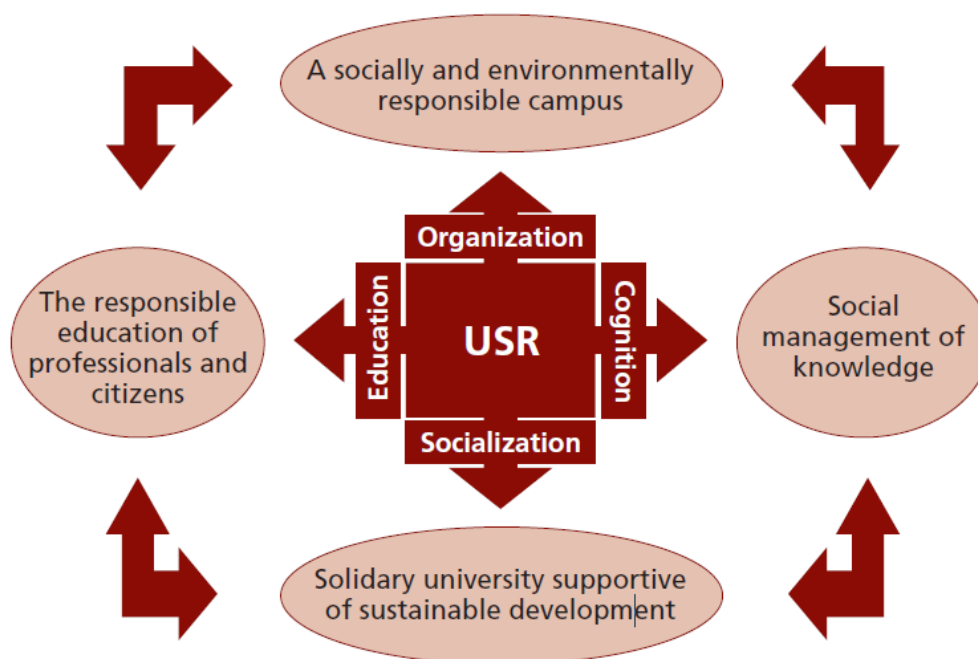 A socially and environmentally
responsible campus
Organization
The responsible
education of
professionals and
citizens
Education
USR
Cognition
Social
management of
knowledge
Socialization
Solidary university supportive
of sustainable development